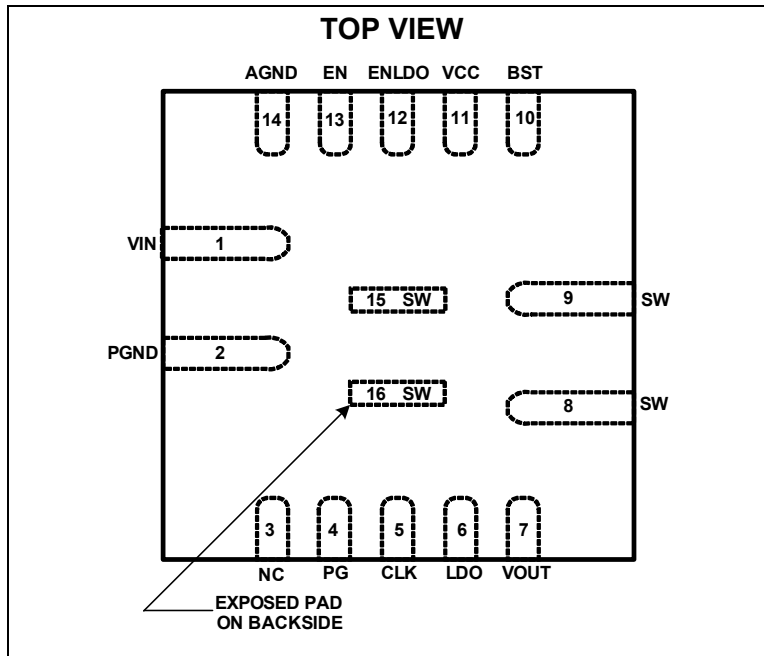 TOP VIEW
AGND EN ENLDO VCC BST
14 13 12 11 10
VIN 1
15 SW 9 SW
PGND 2
16 SW 8 SW
3 4 5 6 7
NC PG CLK LDO VOUT
EXPOSED PAD
ON BACKSIDE